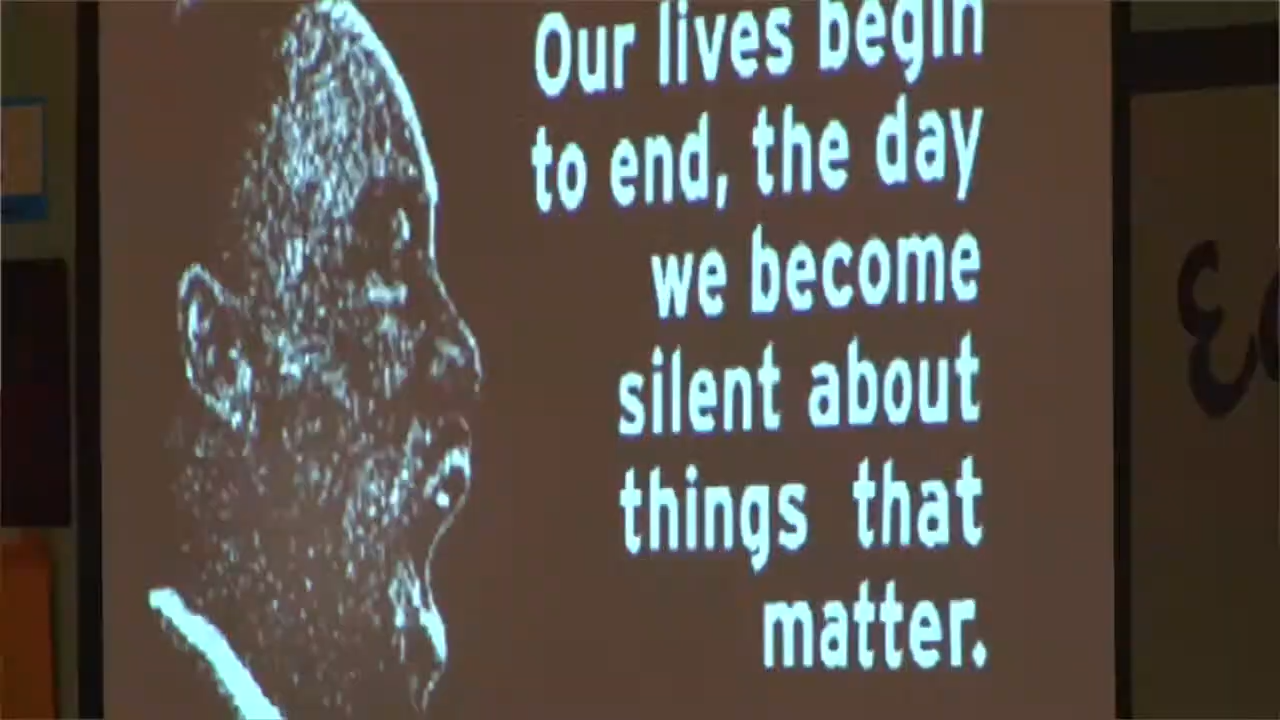 Our lives begin
to end, the day
we become
silent about
things that
matter.